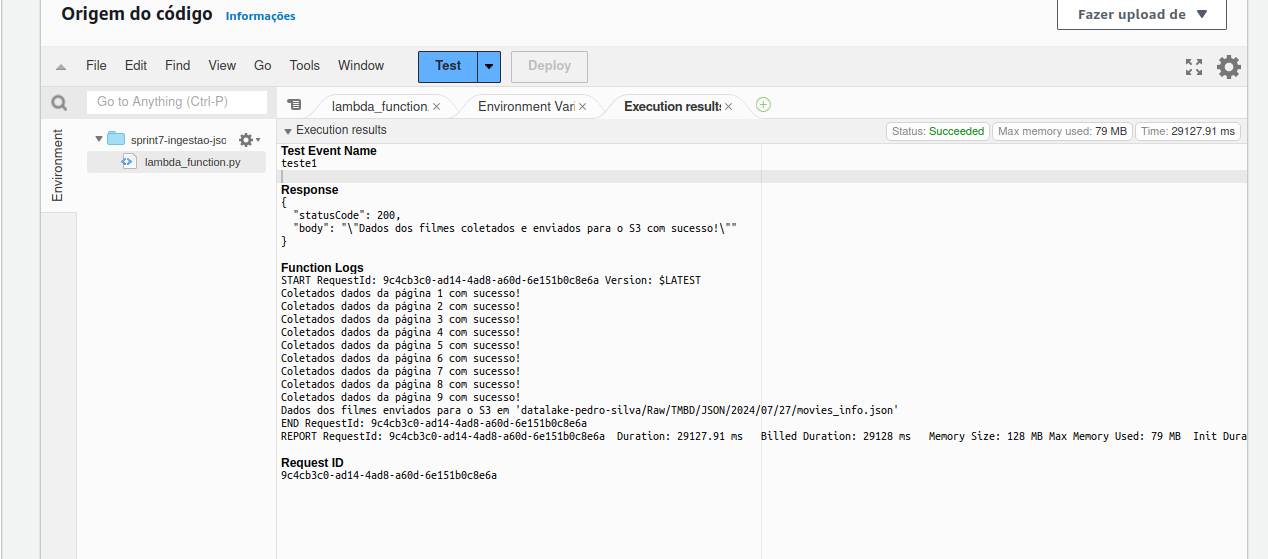 Origem do código Informações Fazer upload de
File Edit Find View Go Tools Window Test Deploy
Go to Anything (Ctrl-P) lambda_function. Environment Vari Execution results
Execution results Status: Succeeded Max memory used: 79 MB Time: 29127.91 ms
Environment
sprint7-ingestao-jsc
lambda_function.py
Test Event Name
teste1
Response
{
"statusCode": 200,
"body": "\"Dados dos filmes coletados e enviados para o S3 com sucesso!\""
}
Function Logs
START RequestId: 9c4cb3c0-ad14-4ad8-a60d-6e151b0c8e6a Version: $LATEST
Coletados dados da página 1 com sucesso!
Coletados dados da página 2 com sucesso!
Coletados dados da página 3 com sucesso!
Coletados dados da página 4 com sucesso!
Coletados dados da página 5 com sucesso!
Coletados dados da página 6 com sucesso!
Coletados dados da página 7 com sucesso!
Coletados dados da página 8 com sucesso!
Coletados dados da página 9 com sucesso!
Dados dos filmes enviados para o S3 em 'datalake-pedro-silva/Raw/TMBD/JSON/2024/07/27/movies_info.json'
END RequestId: 9c4cb3c0-ad14-4ad8-a60d-6e151b0c8e6a
REPORT RequestId: 9c4cb3c0-ad14-4ad8-a60d-6e151b0c8e6a Duration: 29127.91 ms Billed Duration: 29128 ms Memory Size: 128 MB Max Memory Used: 79 MB Init Dura
Request ID
9c4cb3c0-ad14-4ad8-a60d-6e151b0c8e6a